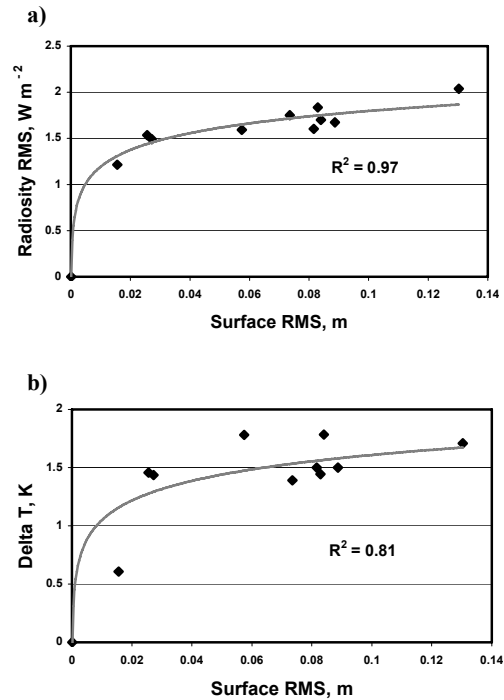 a)
2.5
2
1.5
1
0.5
0
Radiosity RMS, W m⁻²
R² = 0.97
0 0.02 0.04 0.06 0.08 0.1 0.12 0.14
Surface RMS, m
b)
2
1.5
1
0.5
0
Delta T, K
R² = 0.81
0 0.02 0.04 0.06 0.08 0.1 0.12 0.14
Surface RMS, m